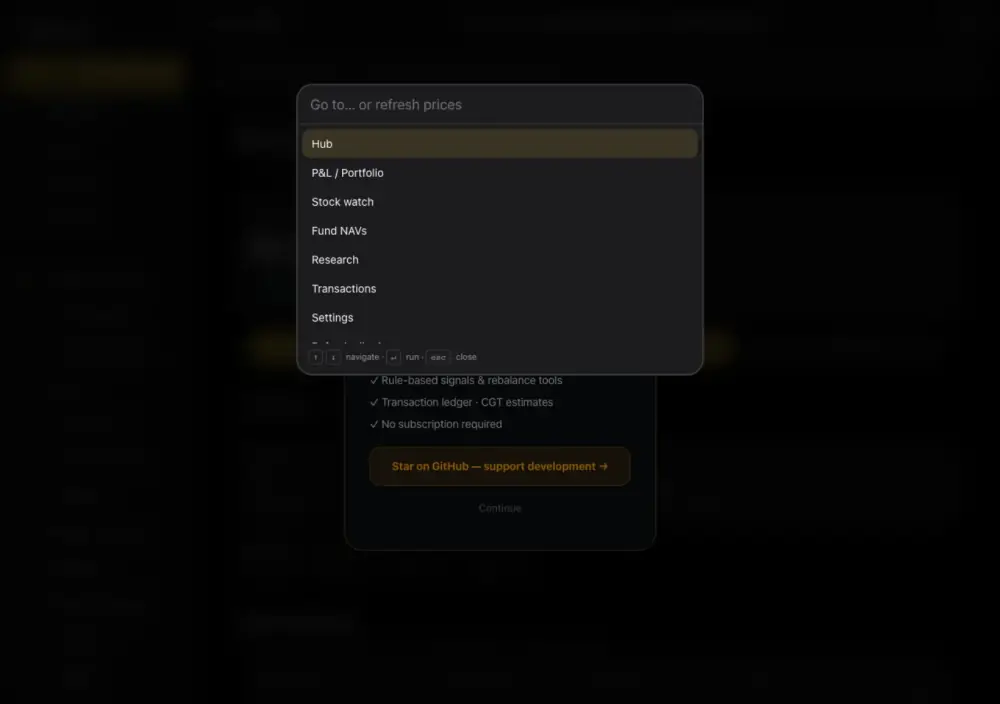 Go to... or refresh prices
Hub
P&L / Portfolio
Stock watch
Fund NAVs
Research
Transactions
Settings
↑ ↓ navigate · ↵ run · esc close
✓ Rule-based signals & rebalance tools
✓ Transaction ledger · CGT estimates
✓ No subscription required
Star on GitHub — support development →
Continue